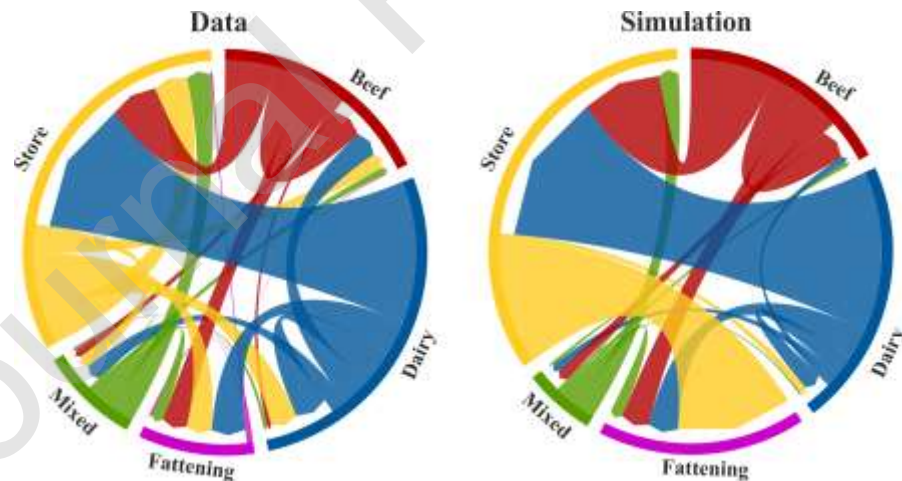 Data
Simulation
Beef
Store
Dairy
Mixed
Fattening
Beef
Store
Dairy
Mixed
Fattening